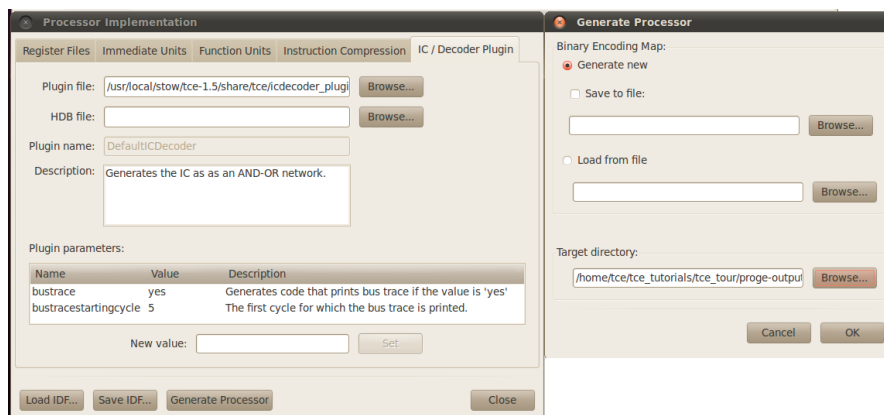 Processor Implementation
Register Files Immediate Units Function Units Instruction Compression IC / Decoder Plugin
Plugin file: /usr/local/stow/tce-1.5/share/tce/icdecoder_plugi Browse...
HDB file: Browse...
Plugin name: DefaultICDecoder
Description: Generates the IC as as an AND-OR network.
Plugin parameters:
Name Value Description
bustrace yes Generates code that prints bus trace if the value is 'yes'
bustracestartingcycle 5 The first cycle for which the bus trace is printed.
New value: Set
Load IDF... Save IDF... Generate Processor Close
Generate Processor
Binary Encoding Map:
Generate new
Save to file:
Browse...
Load from file
Browse...
Target directory:
/home/tce/tce_tutorials/tce_tour/proge-output Browse...
Cancel OK